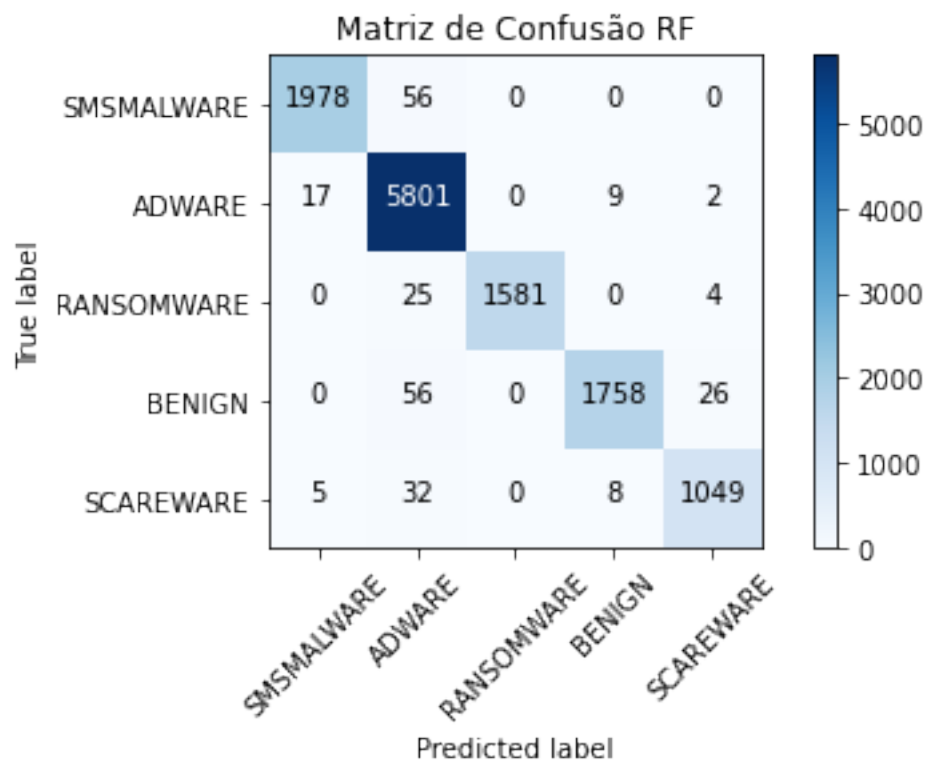 Matriz de Confusão RF
True label
SMSMALWARE 1978 56 0 0 0
ADWARE 17 5801 0 9 2
RANSOMWARE 0 25 1581 0 4
BENIGN 0 56 0 1758 26
SCAREWARE 5 32 0 8 1049
SMSMALWARE ADWARE RANSOMWARE BENIGN SCAREWARE
Predicted label
5000
4000
3000
2000
1000
0